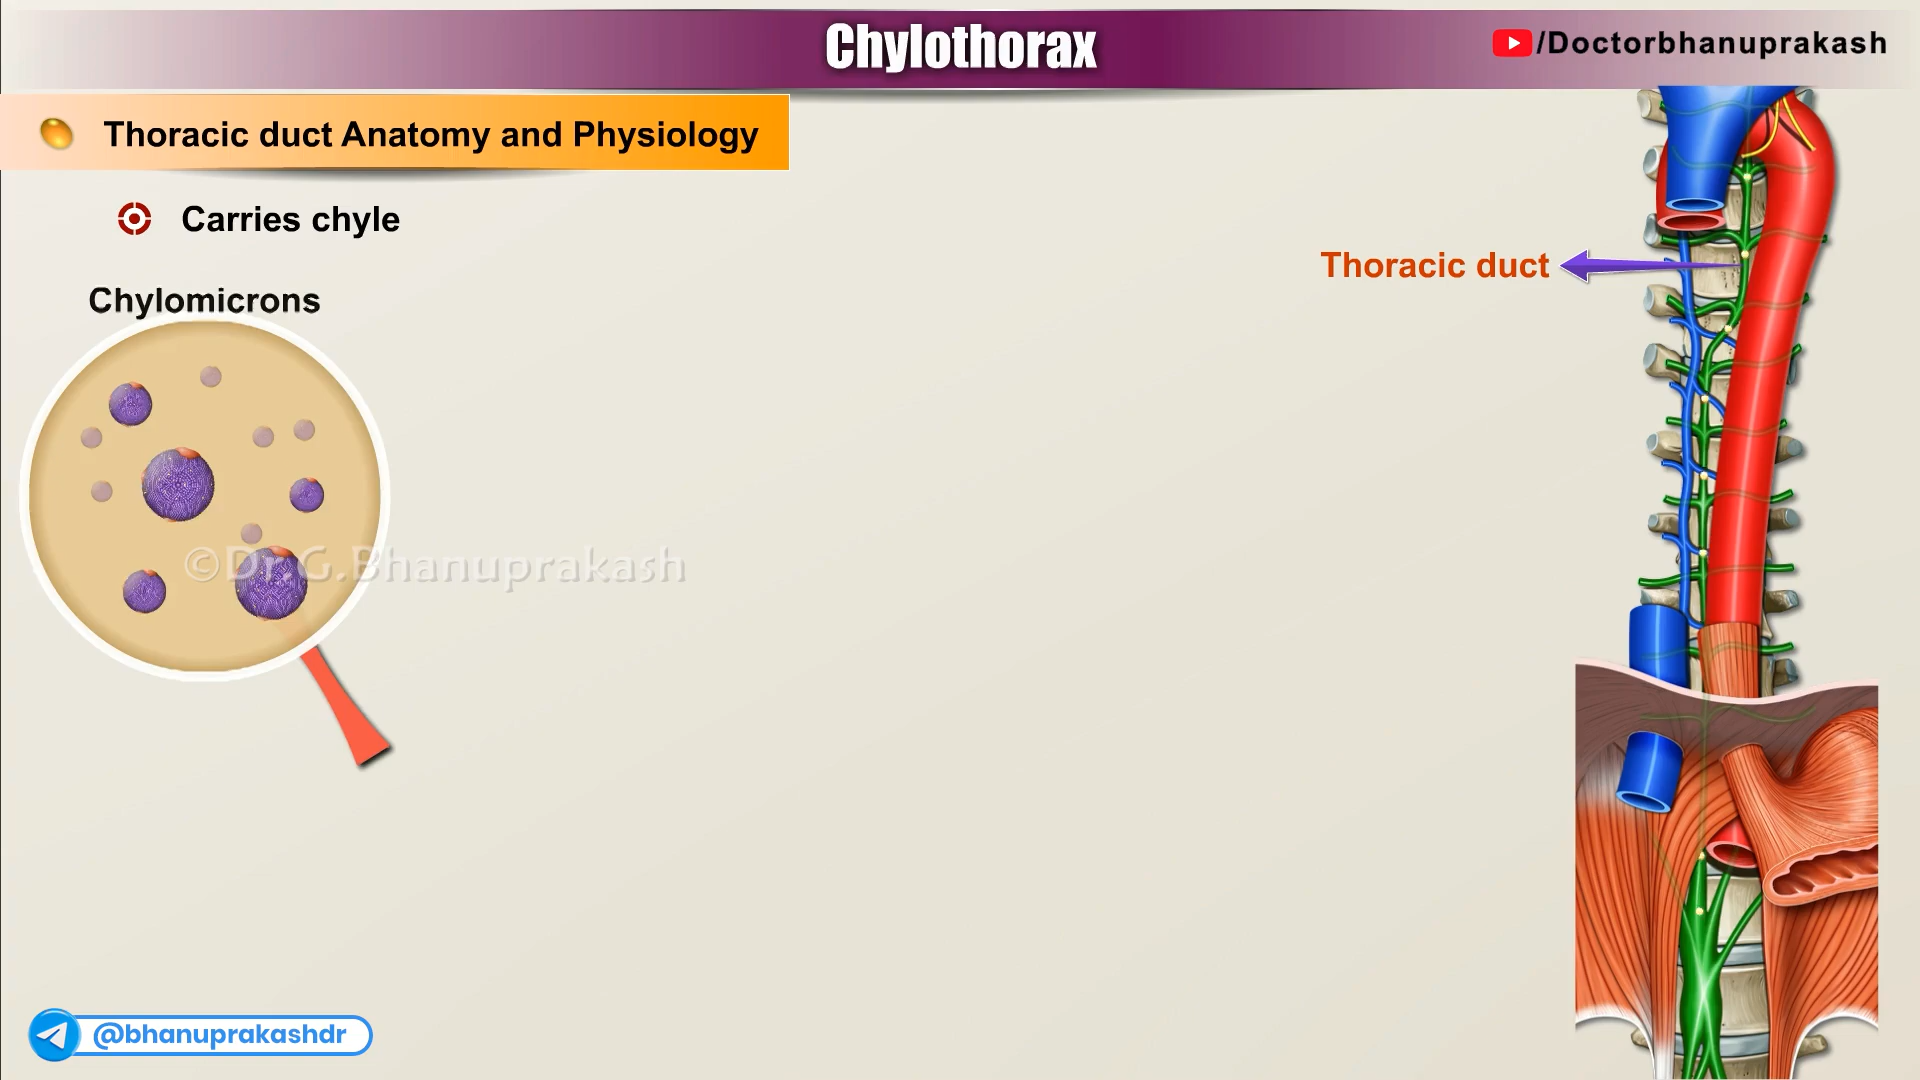 Chylothorax
/Doctorbhanuprakash
Thoracic duct Anatomy and Physiology
Carries chyle
Thoracic duct
Chylomicrons
©Dr.G.Bhanuprakash
@bhanuprakashdr